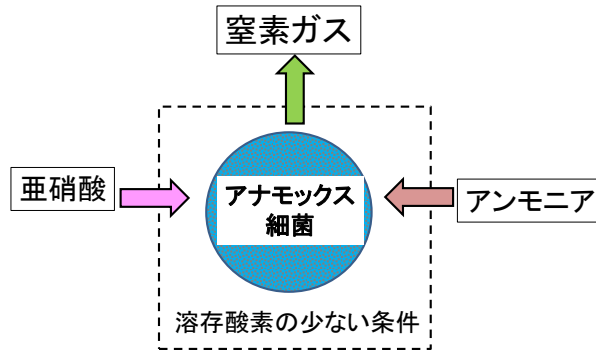 窒素ガス
亜硝酸
アナモックス
細菌
アンモニア
溶存酸素の少ない条件